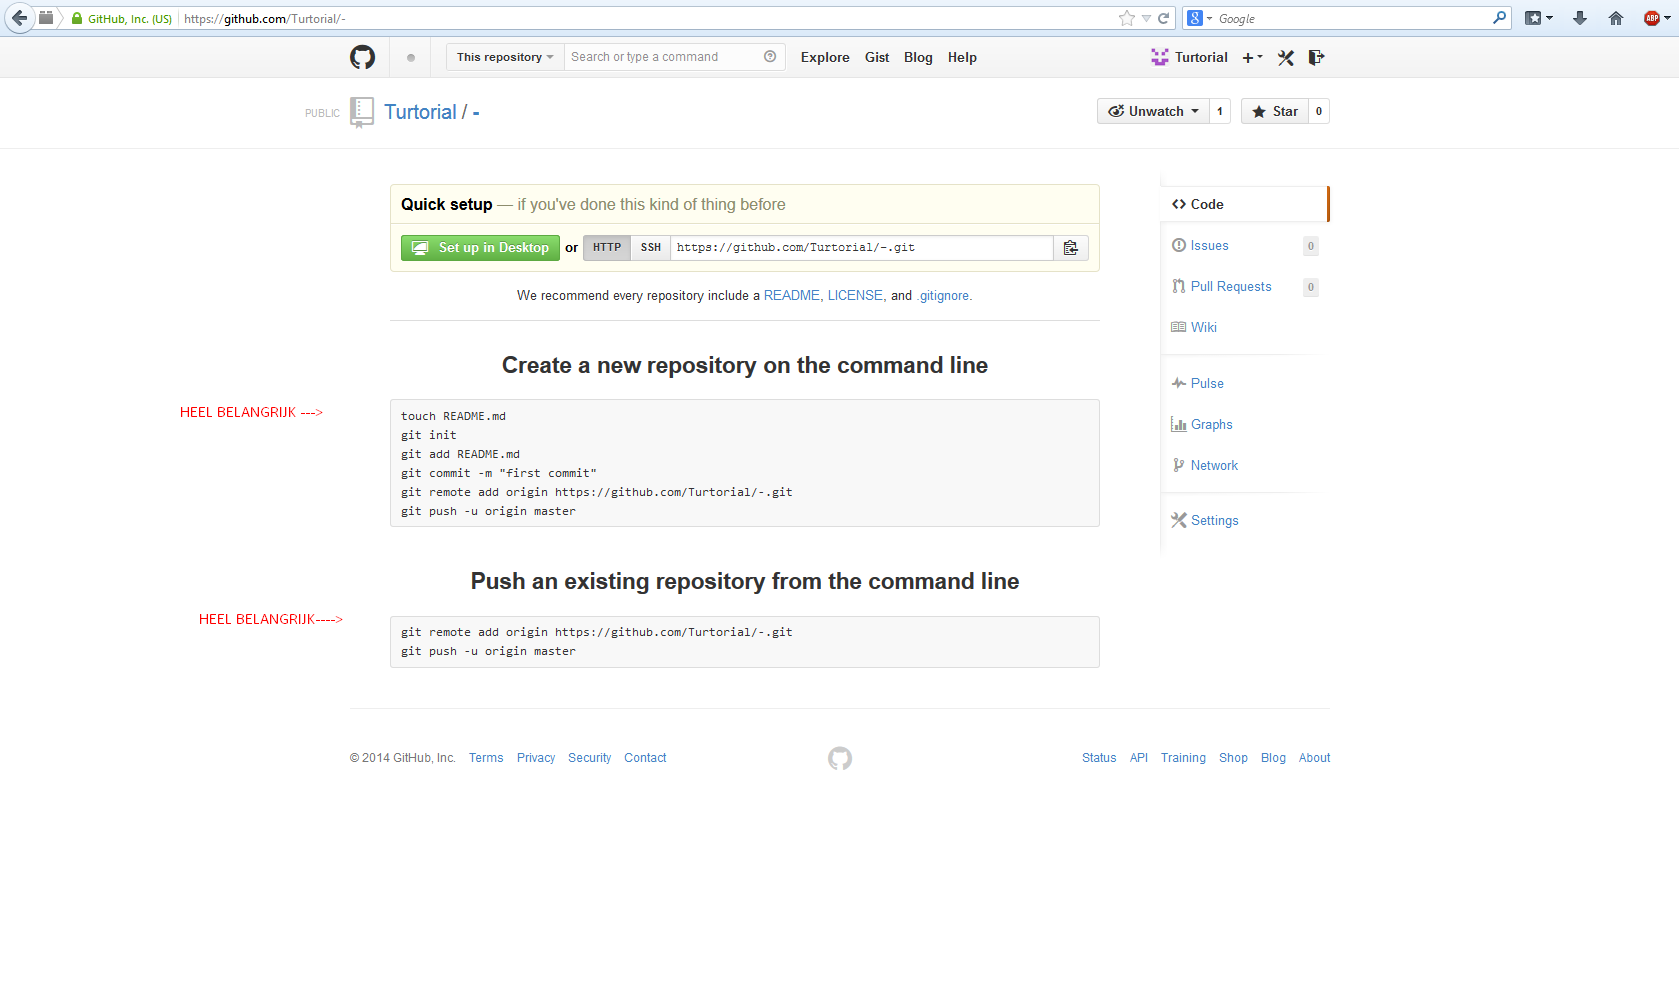 GitHub, Inc. (US) https://github.com/Turtorial/- Google ABP
This repository Search or type a command Explore Gist Blog Help Turtorial
PUBLIC Turtorial / - Unwatch 1 Star 0
Quick setup — if you've done this kind of thing before
Set up in Desktop or HTTP SSH https://github.com/Turtorial/-.git
We recommend every repository include a README, LICENSE, and .gitignore.
Code
Issues 0
Pull Requests 0
Wiki
Pulse
Graphs
Network
Settings
Create a new repository on the command line
HEEL BELANGRIJK --->
touch README.md
git init
git add README.md
git commit -m "first commit"
git remote add origin https://github.com/Turtorial/-.git
git push -u origin master
Push an existing repository from the command line
HEEL BELANGRIJK---->
git remote add origin https://github.com/Turtorial/-.git
git push -u origin master
© 2014 GitHub, Inc. Terms Privacy Security Contact Status API Training Shop Blog About